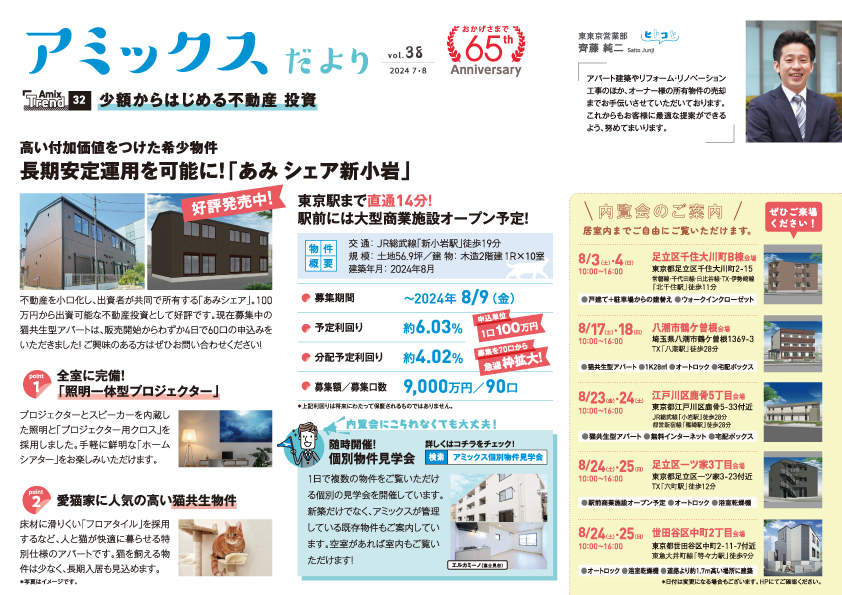 アミックスだより
vol.38
2024 7・8
おかげさまで
65th
Anniversary
東東京営業部
齊藤 純二 Saito Junji
ヒトコト
アパート建築やリフォーム・リノベーション
工事のほか、オーナー様の所有物件の売却
までお手伝いさせていただいております。
これからもお客様に最適な提案ができる
よう、努めてまいります。
Amix Trend 32 少額からはじめる不動産 投資
高い付加価値をつけた希少物件
長期安定運用を可能に!「あみ シェア新小岩」
好評発売中!
不動産を小口化し、出資者が共同で所有する「あみシェア」。100
万円から出資可能な不動産投資として好評です。現在募集中の
猫共生型アパートは、販売開始からわずか4日で60口の申込みを
いただきました! ご興味のある方はぜひお問い合わせください!
point 1
全室に完備!
「照明一体型プロジェクター」
プロジェクターとスピーカーを内蔵し
た照明と「プロジェクター用クロス」を
採用しました。手軽に鮮明な「ホーム
シアター」をお楽しみいただけます。
point 2
愛猫家に人気の高い猫共生物件
床材に滑りにくい「フロアタイル」を採用
するなど、人と猫が快適に暮らせる特
別仕様のアパートです。猫を飼える物
件は少なく、長期入居も見込めます。
*写真はイメージです。
東京駅まで直通14分!
駅前には大型商業施設オープン予定!
物件概要
交 通: JR総武線「新小岩駅」徒歩19分
規 模: 土地56.9坪／建 物: 木造2階建 1R×10室
建築年月: 2024年8月
募集期間 〜2024年 8/9（金）
予定利回り 約6.03%
申込単位
1口100万円
分配予定利回り 約4.02%
募集を70口から
急遽枠拡大!
募集額／募集口数 9,000万円／90口
*上記利回りは将来にわたって保証されるものではありません。
内覧会にこられなくても大丈夫!
随時開催!
個別物件見学会
詳しくはコチラをチェック!
検索 アミックス個別物件見学会
1日で複数の物件をご覧いただけ
る個別の見学会を開催しています。
新築だけでなく、アミックスが管理
している既存物件もご案内してい
ます。空室があれば室内もご覧い
ただけます!
エルカミーノ(富士見台)
内覧会のご案内
居室内までご自由にご覧いただけます。
ぜひご来場
ください!
8/3(土)・4(日)
10:00〜16:00
足立区千住大川町B棟会場
東京都足立区千住大川町2-15
常磐線・千代田線・日比谷線・TX・伊勢崎線
「北千住駅」徒歩11分
●戸建て＋駐車場からの建替え ●ウォークインクローゼット
8/17(土)・18(日)
10:00〜16:00
八潮市鶴ケ曽根会場
埼玉県八潮市鶴ケ曽根1369-3
TX「八潮駅」徒歩28分
●猫共生型アパート ●1K28㎡ ●オートロック ●宅配ボックス
8/23(金)・24(土)
10:00〜16:00
江戸川区鹿骨5丁目会場
東京都江戸川区鹿骨5-33付近
JR総武線「小岩駅」徒歩28分
都営新宿線「篠崎駅」徒歩28分
●猫共生型アパート ●無料インターネット ●宅配ボックス
8/24(土)・25(日)
10:00〜16:00
足立区一ツ家3丁目会場
東京都足立区一ツ家3-23付近
TX「六町駅」徒歩12分
●駅前商業施設オープン予定 ●オートロック ●浴室乾燥機
8/24(土)・25(日)
10:00〜16:00
世田谷区中町2丁目会場
東京都世田谷区中町2-11-7付近
東急大井町線「等々力駅」徒歩9分
●オートロック ●浴室乾燥機 ●道路より約1.7m高い場所に建築
*日付は変更になる場合もございます。HPにてご確認ください。